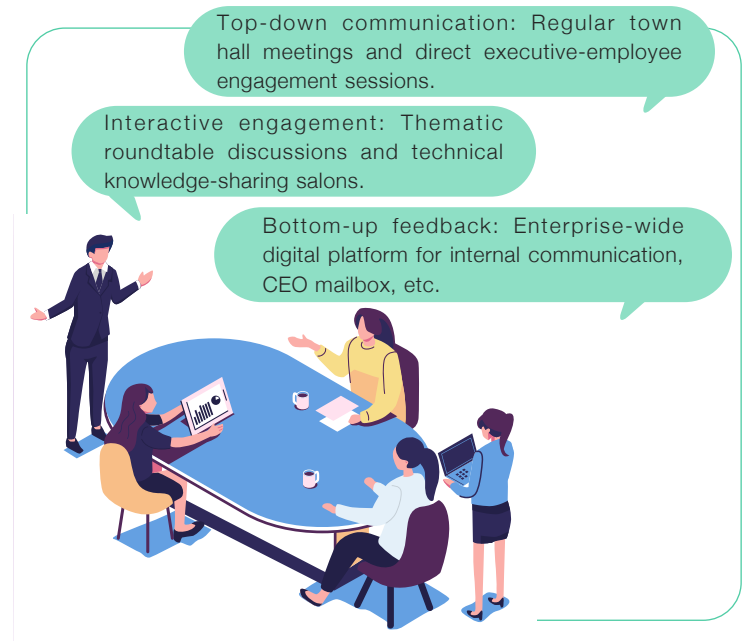 Top-down communication: Regular town
hall meetings and direct executive-employee
engagement sessions.
Interactive engagement: Thematic
roundtable discussions and technical
knowledge-sharing salons.
Bottom-up feedback: Enterprise-wide
digital platform for internal communication,
CEO mailbox, etc.